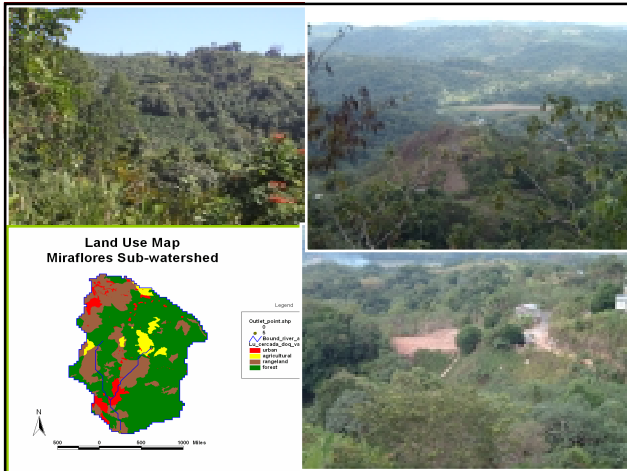 Land Use Map
Miraflores Sub-watershed
Legend
Outlet_point.shp
0
Bound_river_a
Lu_cercada_doq_va
urban
agricultural
rangeland
forest
N
500 0 500 1000 Miles